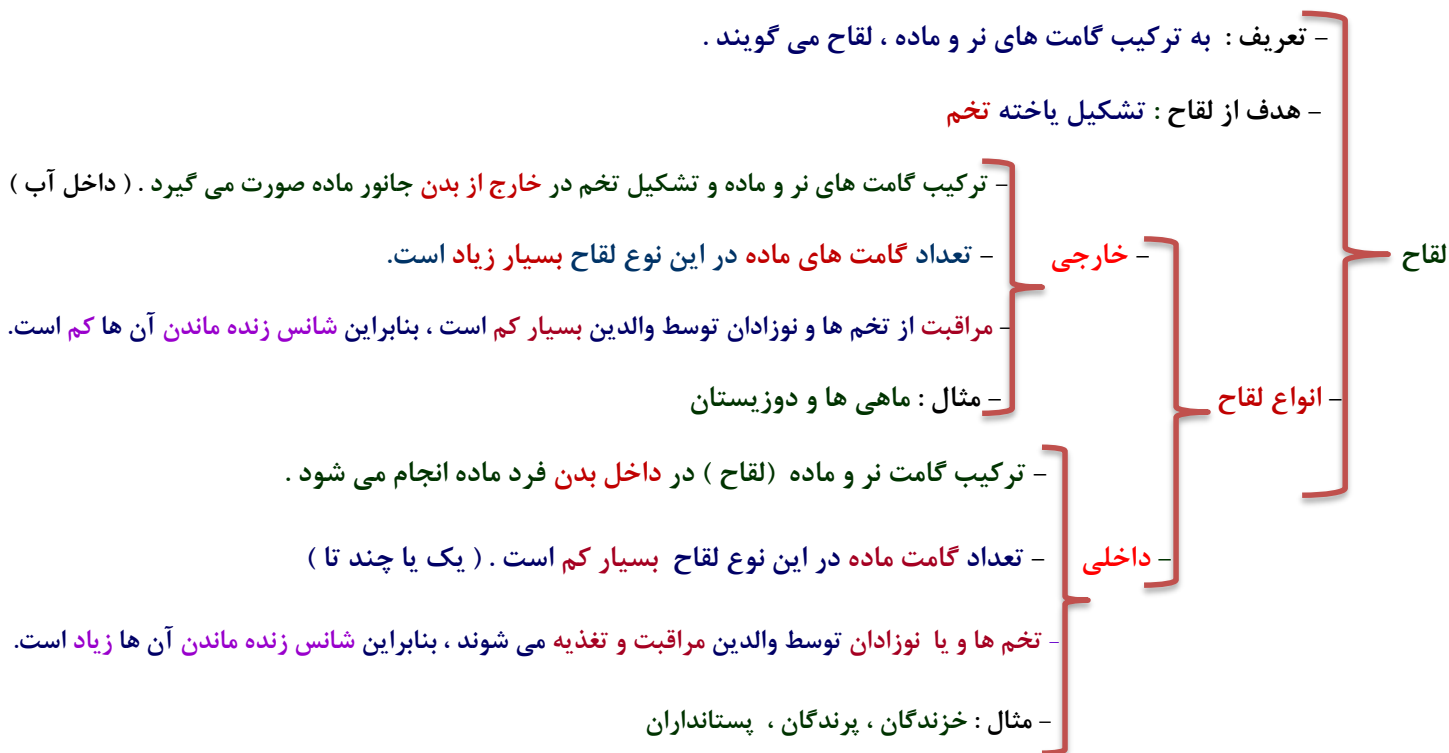 لقاح
– تعریف : به ترکیب گامت های نر و ماده ، لقاح می گویند .
– هدف از لقاح : تشکیل یاخته تخم
– انواع لقاح
– خارجی
– ترکیب گامت های نر و ماده و تشکیل تخم در خارج از بدن جانور ماده صورت می گیرد . ( داخل آب )
– تعداد گامت های ماده در این نوع لقاح بسیار زیاد است.
– مراقبت از تخم ها و نوزادان توسط والدین بسیار کم است ، بنابراین شانس زنده ماندن آن ها کم است.
– مثال : ماهی ها و دوزیستان
– داخلی
– ترکیب گامت نر و ماده (لقاح ) در داخل بدن فرد ماده انجام می شود .
– تعداد گامت ماده در این نوع لقاح بسیار کم است . ( یک یا چند تا )
– تخم ها و یا نوزادان توسط والدین مراقبت و تغذیه می شوند ، بنابراین شانس زنده ماندن آن ها زیاد است.
– مثال : خزندگان ، پرندگان ، پستانداران